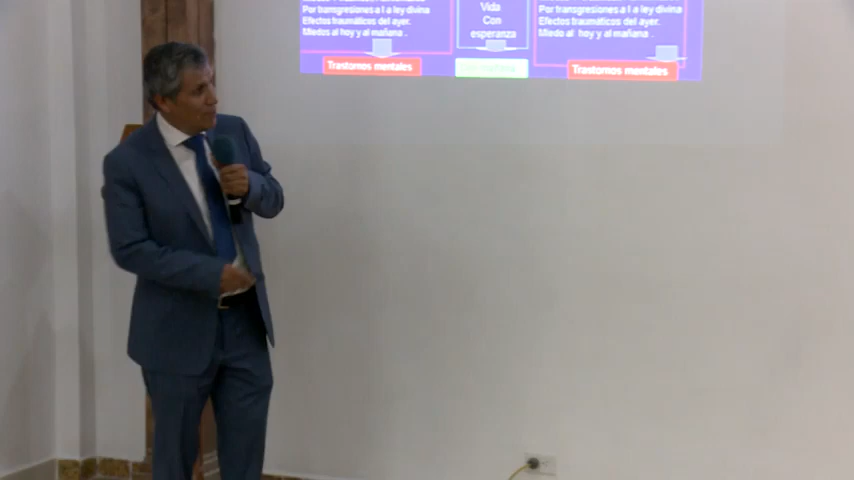 Por transgresiones a l a ley divina
Efectos traumáticos del ayer.
Miedos al hoy y al mañana .
Trastornos mentales
Vida
Con
esperanza
Por transgresiones a l a ley divina
Efectos traumáticos del ayer.
Miedo al hoy y al mañana .
Trastornos mentales